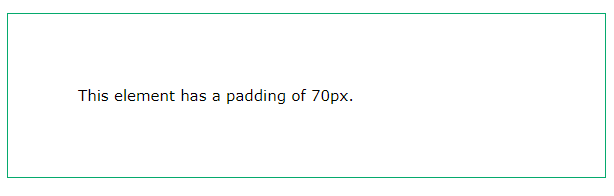 This element has a padding of 70px.